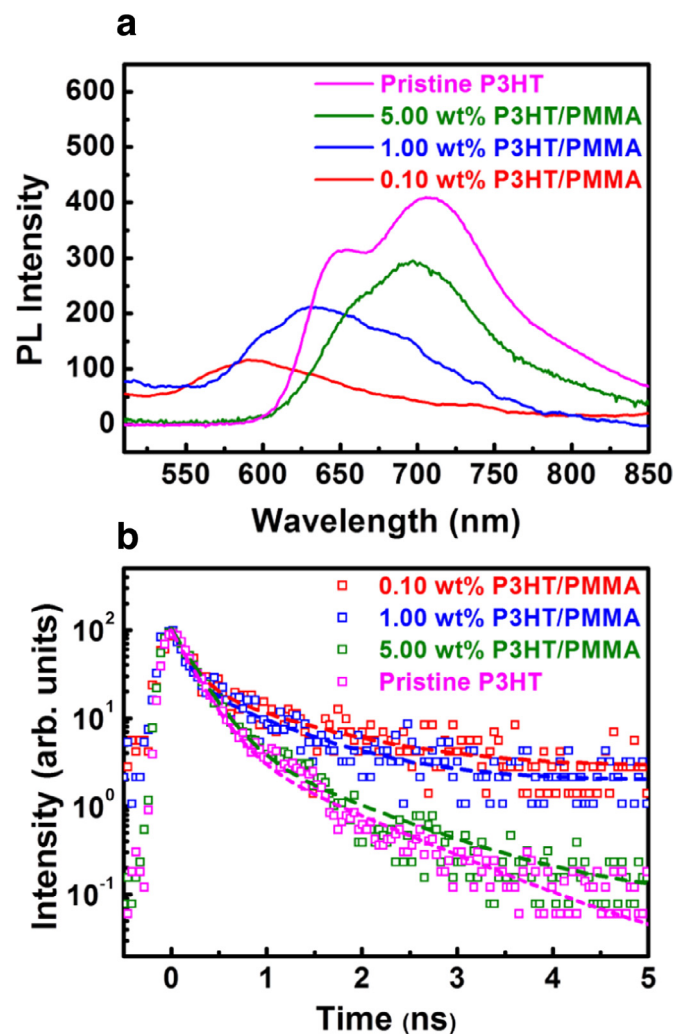 a
600
500
400
300
200
100
0
PL Intensity
Pristine P3HT
5.00 wt% P3HT/PMMA
1.00 wt% P3HT/PMMA
0.10 wt% P3HT/PMMA
550 600 650 700 750 800 850
Wavelength (nm)
b
10²
10¹
10⁰
10⁻¹
Intensity (arb. units)
0.10 wt% P3HT/PMMA
1.00 wt% P3HT/PMMA
5.00 wt% P3HT/PMMA
Pristine P3HT
0 1 2 3 4 5
Time (ns)